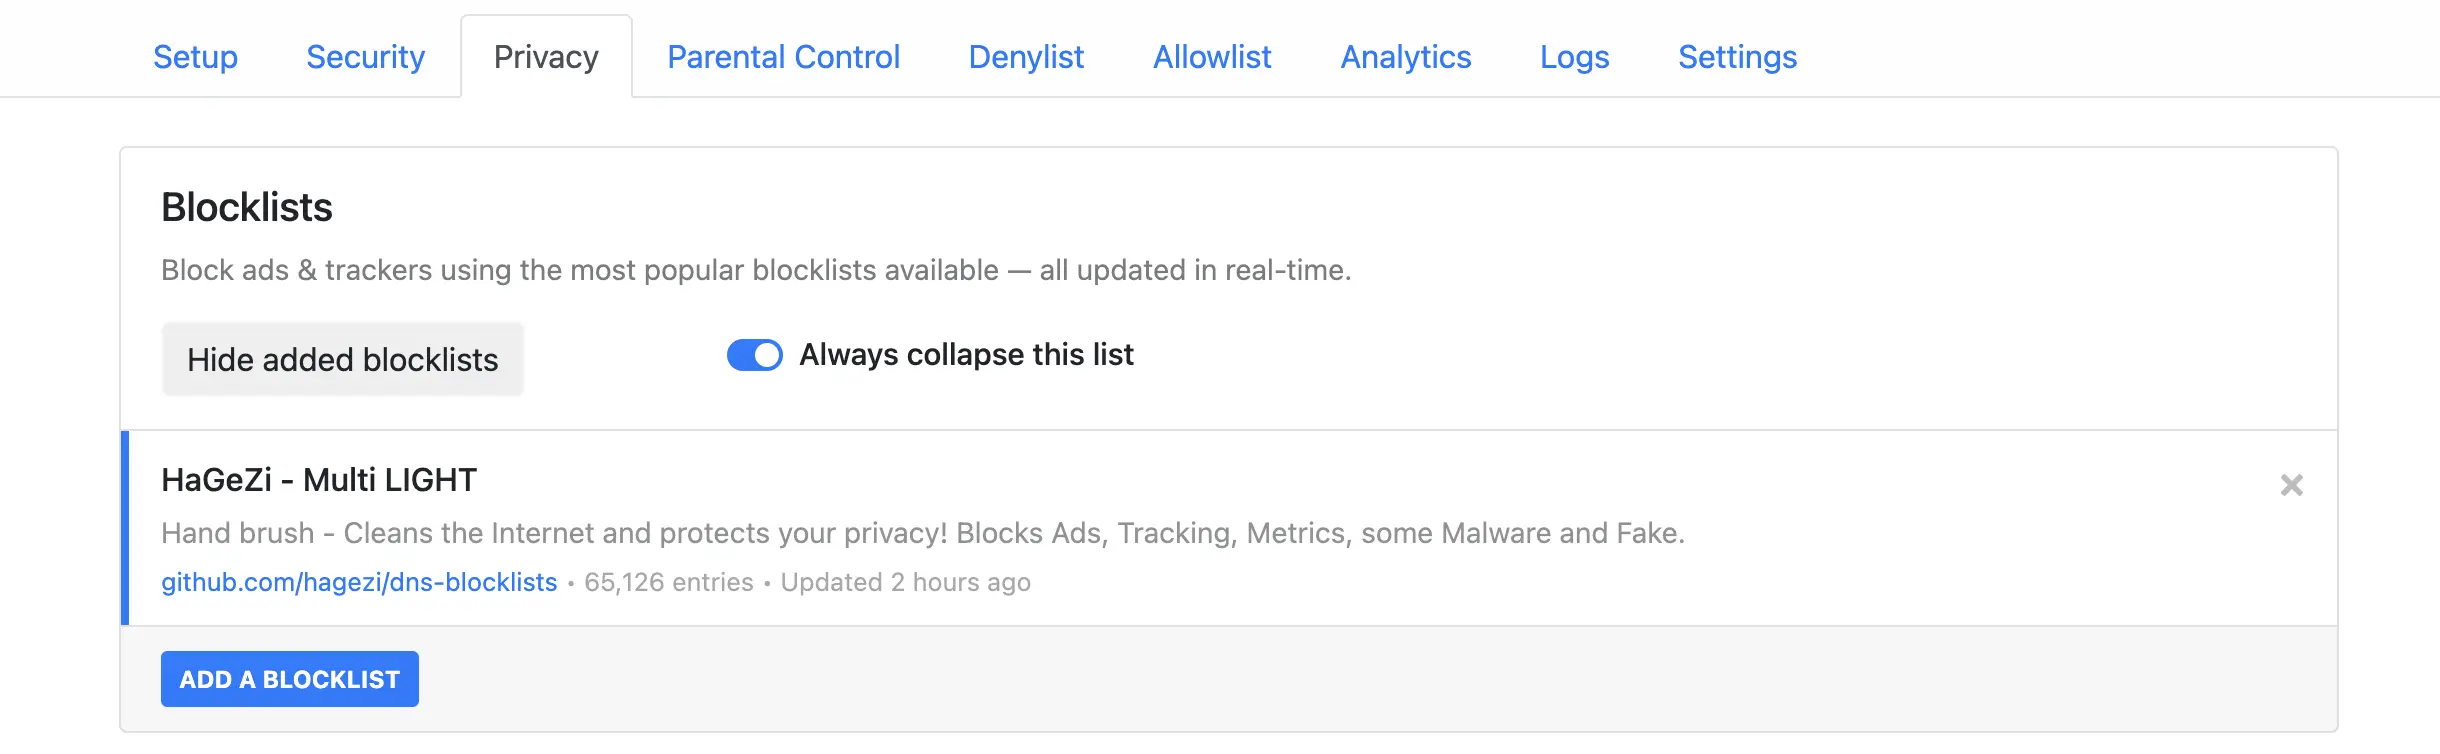 Setup Security Privacy Parental Control Denylist Allowlist Analytics Logs Settings
Blocklists
Block ads & trackers using the most popular blocklists available — all updated in real-time.
Hide added blocklists Always collapse this list
HaGeZi - Multi LIGHT
Hand brush - Cleans the Internet and protects your privacy! Blocks Ads, Tracking, Metrics, some Malware and Fake.
github.com/hagezi/dns-blocklists • 65,126 entries • Updated 2 hours ago
ADD A BLOCKLIST